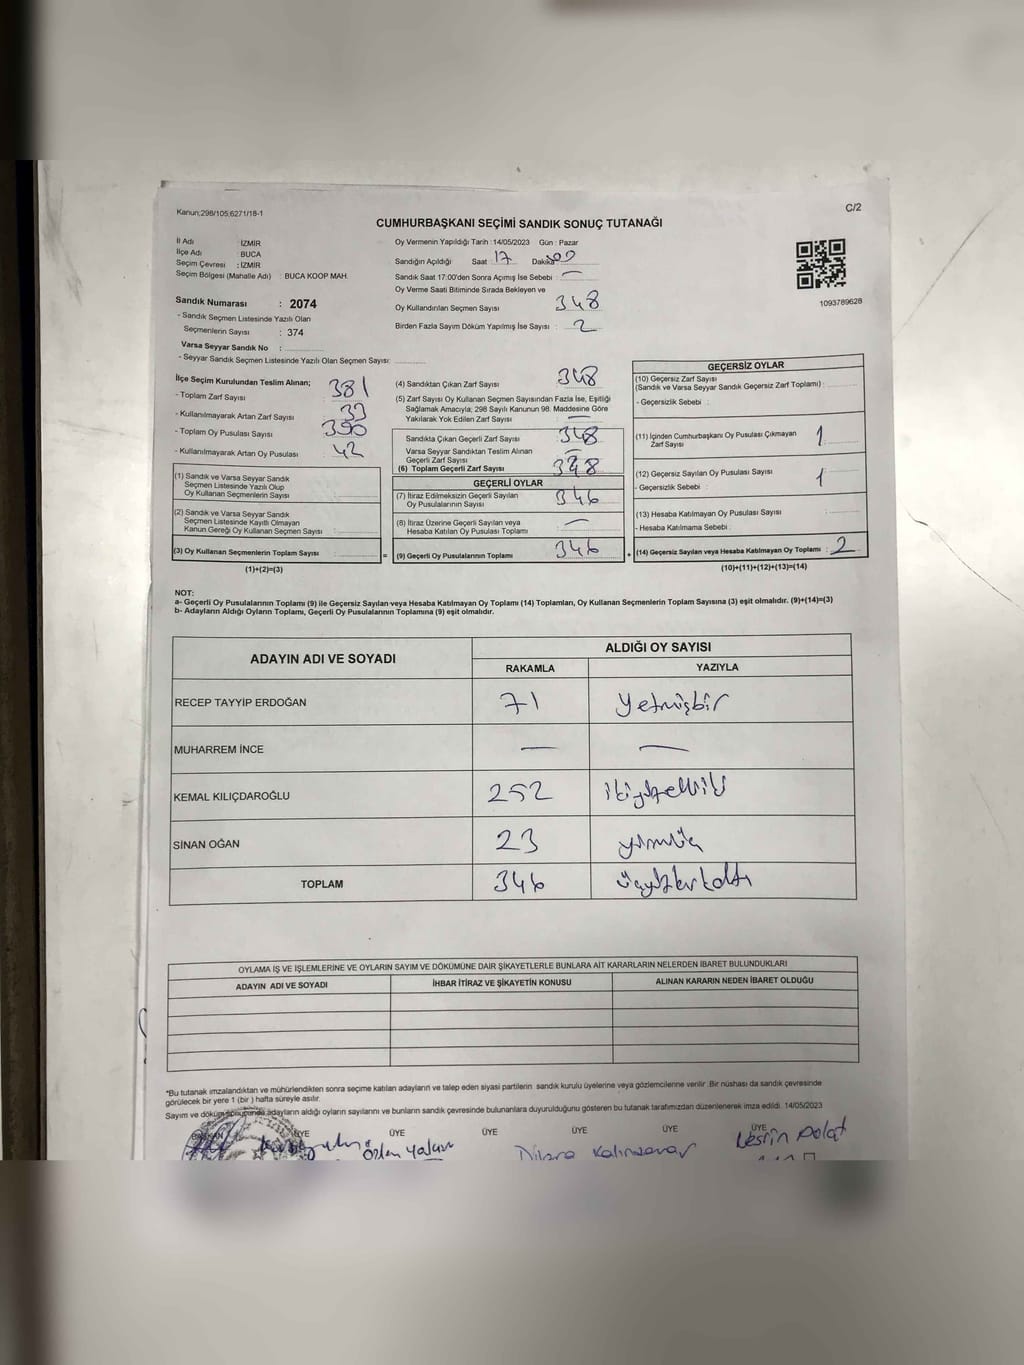 Kanun;298/105;6271/18-1
C/2
CUMHURBAŞKANI SEÇİMİ SANDIK SONUÇ TUTANAĞI
İl Adı : İZMİR
İlçe Adı : BUCA
Seçim Çevresi : İZMİR
Seçim Bölgesi (Mahalle Adı) : BUCA KOOP MAH.
Sandık Numarası : 2074
- Sandık Seçmen Listesinde Yazılı Olan
Seçmenlerin Sayısı : 374
Varsa Seyyar Sandık No :
- Seyyar Sandık Seçmen Listesinde Yazılı Olan Seçmen Sayısı:
Oy Vermenin Yapıldığı Tarih : 14/05/2023 Gün : Pazar
Sandığın Açıldığı Saat 17 Dakika 00
Sandık Saat 17:00'den Sonra Açılmış İse Sebebi : —
Oy Verme Saati Bitiminde Sırada Bekleyen ve
Oy Kullandırılan Seçmen Sayısı 348
Birden Fazla Sayım Döküm Yapılmış İse Sayısı : 2
1093789628
İlçe Seçim Kurulundan Teslim Alınan;
- Toplam Zarf Sayısı 381
- Kullanılmayarak Artan Zarf Sayısı 33
- Toplam Oy Pusulası Sayısı 390
- Kullanılmayarak Artan Oy Pusulası 42
(1) Sandık ve Varsa Seyyar Sandık
Seçmen Listesinde Yazılı Olup
Oy Kullanan Seçmenlerin Sayısı
(2) Sandık ve Varsa Seyyar Sandık
Seçmen Listesinde Kayıtlı Olmayan
Kanun Gereği Oy Kullanan Seçmen Sayısı :
(3) Oy Kullanan Seçmenlerin Toplam Sayısı :
(1)+(2)=(3)
=
(4) Sandıktan Çıkan Zarf Sayısı 348
(5) Zarf Sayısı Oy Kullanan Seçmen Sayısından Fazla İse, Eşitliği
Sağlamak Amacıyla; 298 Sayılı Kanunun 98. Maddesine Göre
Yakılarak Yok Edilen Zarf Sayısı : —
Sandıkta Çıkan Geçerli Zarf Sayısı 348
Varsa Seyyar Sandıktan Teslim Alınan
Geçerli Zarf Sayısı —
(6) Toplam Geçerli Zarf Sayısı 348
GEÇERLİ OYLAR
(7) İtiraz Edilmeksizin Geçerli Sayılan
Oy Pusulalarının Sayısı 346
(8) İtiraz Üzerine Geçerli Sayılan veya
Hesaba Katılan Oy Pusulası Toplamı —
(9) Geçerli Oy Pusulalarının Toplamı 346
+
GEÇERSİZ OYLAR
(10) Geçersiz Zarf Sayısı
(Sandık ve Varsa Seyyar Sandık Geçersiz Zarf Toplamı) :
- Geçersizlik Sebebi :
(11) İçinden Cumhurbaşkanı Oy Pusulası Çıkmayan
Zarf Sayısı 1
(12) Geçersiz Sayılan Oy Pusulası Sayısı 1
- Geçersizlik Sebebi :
(13) Hesaba Katılmayan Oy Pusulası Sayısı
- Hesaba Katılmama Sebebi :
(14) Geçersiz Sayılan veya Hesaba Katılmayan Oy Toplamı : 2
(10)+(11)+(12)+(13)=(14)
NOT:
a- Geçerli Oy Pusulalarının Toplamı (9) ile Geçersiz Sayılan veya Hesaba Katılmayan Oy Toplamı (14) Toplamları, Oy Kullanan Seçmenlerin Toplam Sayısına (3) eşit olmalıdır. (9)+(14)=(3)
b- Adayların Aldığı Oyların Toplamı, Geçerli Oy Pusulalarının Toplamına (9) eşit olmalıdır.
ADAYIN ADI VE SOYADI
ALDIĞI OY SAYISI
RAKAMLA YAZIYLA
RECEP TAYYİP ERDOĞAN 71 Yetmişbir
MUHARREM İNCE — —
KEMAL KILIÇDAROĞLU 252 ikiyüzelliiki
SİNAN OĞAN 23 yirmiüç
TOPLAM 346 üçyüzkırkaltı
OYLAMA İŞ VE İŞLEMLERİNE VE OYLARIN SAYIM VE DÖKÜMÜNE DAİR ŞİKAYETLERLE BUNLARA AİT KARARLARIN NELERDEN İBARET BULUNDUKLARI
ADAYIN ADI VE SOYADI İHBAR İTİRAZ VE ŞİKAYETİN KONUSU ALINAN KARARIN NEDEN İBARET OLDUĞU
*Bu tutanak imzalandıktan ve mühürlendikten sonra seçime katılan adayların ve talep eden siyasi partilerin sandık kurulu üyelerine veya gözlemcilerine verilir. Bir nüshası da sandık çevresinde
görülecek bir yere 1 (bir) hafta süreyle asılır.
Sayım ve dökümü sonucunda adayların aldığı oyların sayılarını ve bunların sandık çevresinde bulunanlara duyurulduğunu gösteren bu tutanak tarafımızdan düzenlenerek imza edildi. 14/05/2023
BAŞKAN ÜYE ÜYE ÜYE ÜYE ÜYE ÜYE
Özlem Yalçın Dilara Nesrin Polat